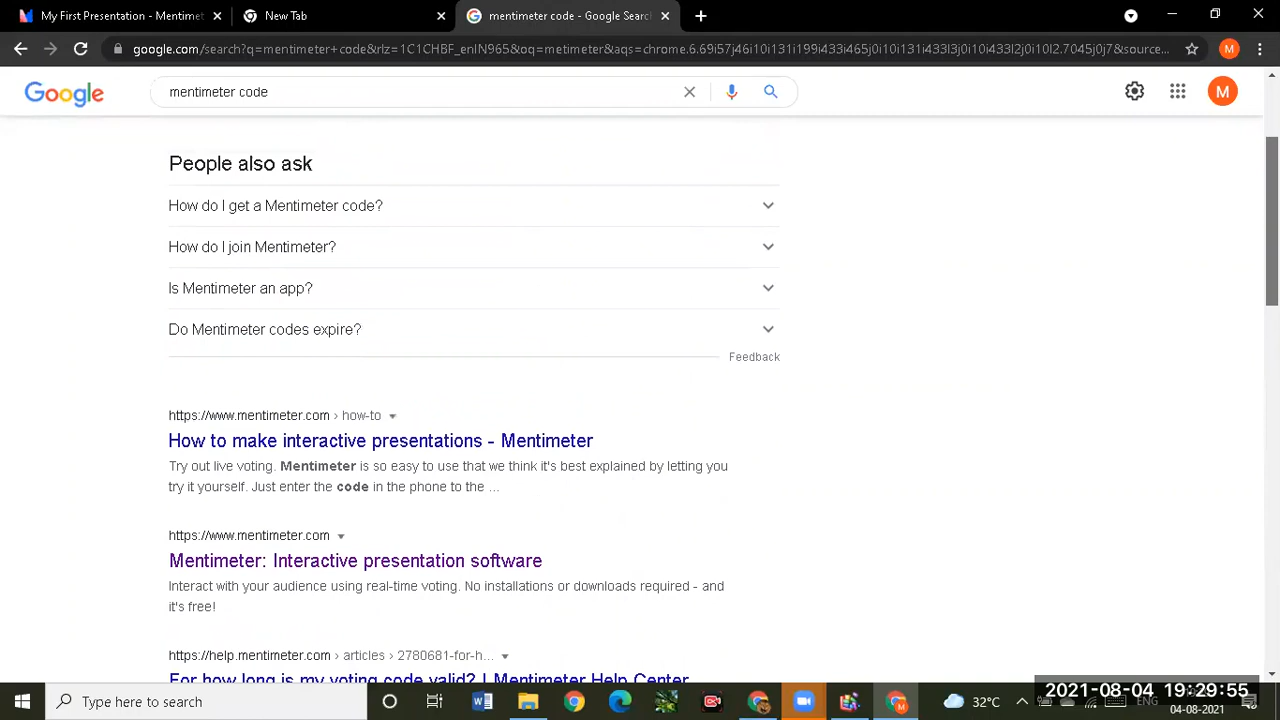 My First Presentation - Mentimet
New Tab
mentimeter code - Google Searc
google.com/search?q=mentimeter+code&rlz=1C1CHBF_enIN965&oq=metimeter&aqs=chrome.6.69i57j46i10i131i199i433i465j0i10i131i433l3j0i10i433l2j0i10l2.7045j0j7&source...
M
Google
mentimeter code
M
People also ask
How do I get a Mentimeter code?
How do I join Mentimeter?
Is Mentimeter an app?
Do Mentimeter codes expire?
Feedback
https://www.mentimeter.com › how-to
How to make interactive presentations - Mentimeter
Try out live voting. Mentimeter is so easy to use that we think it's best explained by letting you
try it yourself. Just enter the code in the phone to the ...
https://www.mentimeter.com
Mentimeter: Interactive presentation software
Interact with your audience using real-time voting. No installations or downloads required - and
it's free!
https://help.mentimeter.com › articles › 2780681-for-h...
For how long is my voting code valid? | Mentimeter Help Center
Type here to search
32°C
ENG
2021-08-04 19:29:55
04-08-2021